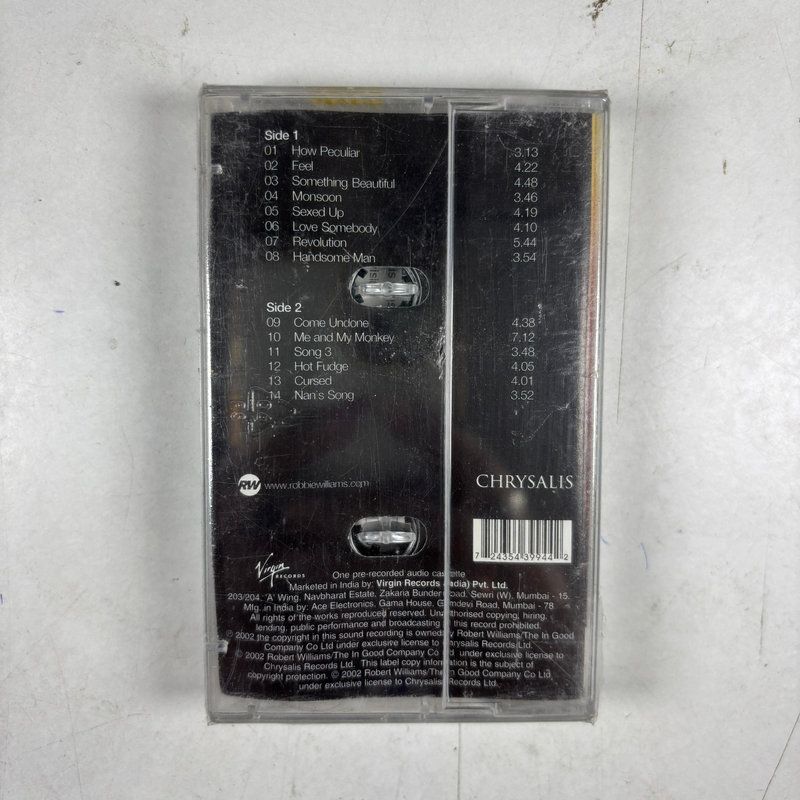 Side 1
01 How Peculiar 3.13
02 Feel 4.22
03 Something Beautiful 4.48
04 Monsoon 3.46
05 Sexed Up 4.19
06 Love Somebody 4.10
07 Revolution 5.44
08 Handsome Man 3.54
Side 2
09 Come Undone 4.38
10 Me and My Monkey 7.12
11 Song 3 3.48
12 Hot Fudge 4.05
13 Cursed 4.01
14 Nan's Song 3.52
RW www.robbiewilliams.com
CHRYSALIS
7 24354 39944 2
Virgin RECORDS
One pre-recorded audio cassette
Marketed in India by: Virgin Records (India) Pvt. Ltd.
203/204, 'A' Wing, Navbharat Estate, Zakaria Bunder Road, Sewri (W), Mumbai - 15.
Mfg. in India by: Ace Electronics, Gama House, Gamdevi Road, Mumbai - 78
All rights of the works reproduced reserved. Unauthorised copying, hiring,
lending, public performance and broadcasting of this record prohibited.
℗ 2002 the copyright in this sound recording is owned by Robert Williams/The In Good
Company Co Ltd under exclusive license to Chrysalis Records Ltd.
© 2002 Robert Williams/The In Good Company Co Ltd under exclusive license to
Chrysalis Records Ltd. This label copy information is the subject of
copyright protection. ℗ 2002 Robert Williams/The In Good Company Co Ltd
under exclusive license to Chrysalis Records Ltd.